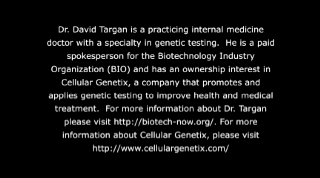 Dr. David Targan is a practicing internal medicine
doctor with a specialty in genetic testing.  He is a paid
spokesperson for the Biotechnology Industry
Organization (BIO) and has an ownership interest in
Cellular Genetix, a company that promotes and
applies genetic testing to improve health and medical
treatment.  For more information about Dr. Targan
please visit http://biotech-now.org/. For more
information about Cellular Genetix, please visit
http://www.cellulargenetix.com/